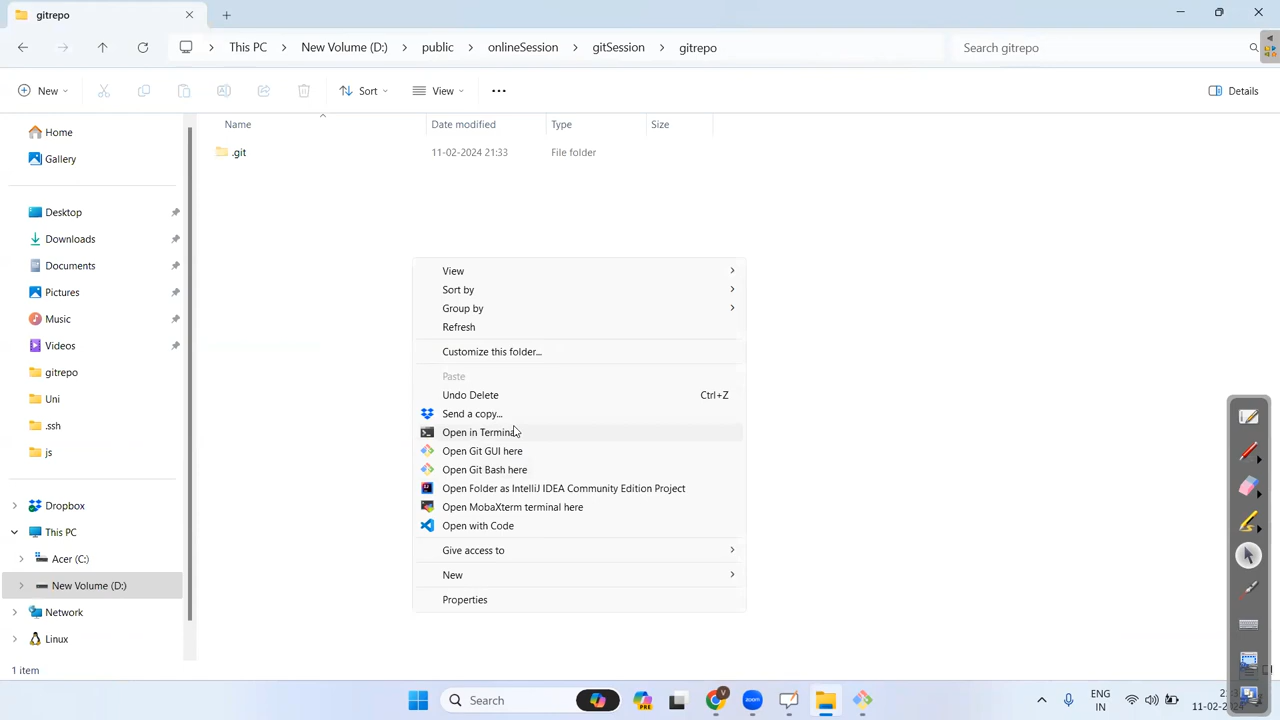 gitrepo
This PC
New Volume (D:)
public
onlineSession
gitSession
gitrepo
Search gitrepo
New
Sort
View
Details
Name
Date modified
Type
Size
.git
11-02-2024 21:33
File folder
Home
Gallery
Desktop
Downloads
Documents
Pictures
Music
Videos
gitrepo
Uni
.ssh
js
Dropbox
This PC
Acer (C:)
New Volume (D:)
Network
Linux
View
Sort by
Group by
Refresh
Customize this folder...
Paste
Undo Delete Ctrl+Z
Send a copy...
Open in Terminal
Open Git GUI here
Open Git Bash here
Open Folder as IntelliJ IDEA Community Edition Project
Open MobaXterm terminal here
Open with Code
Give access to
New
Properties
1 item
Search
PRE
V
ENG
IN
11-02-2024